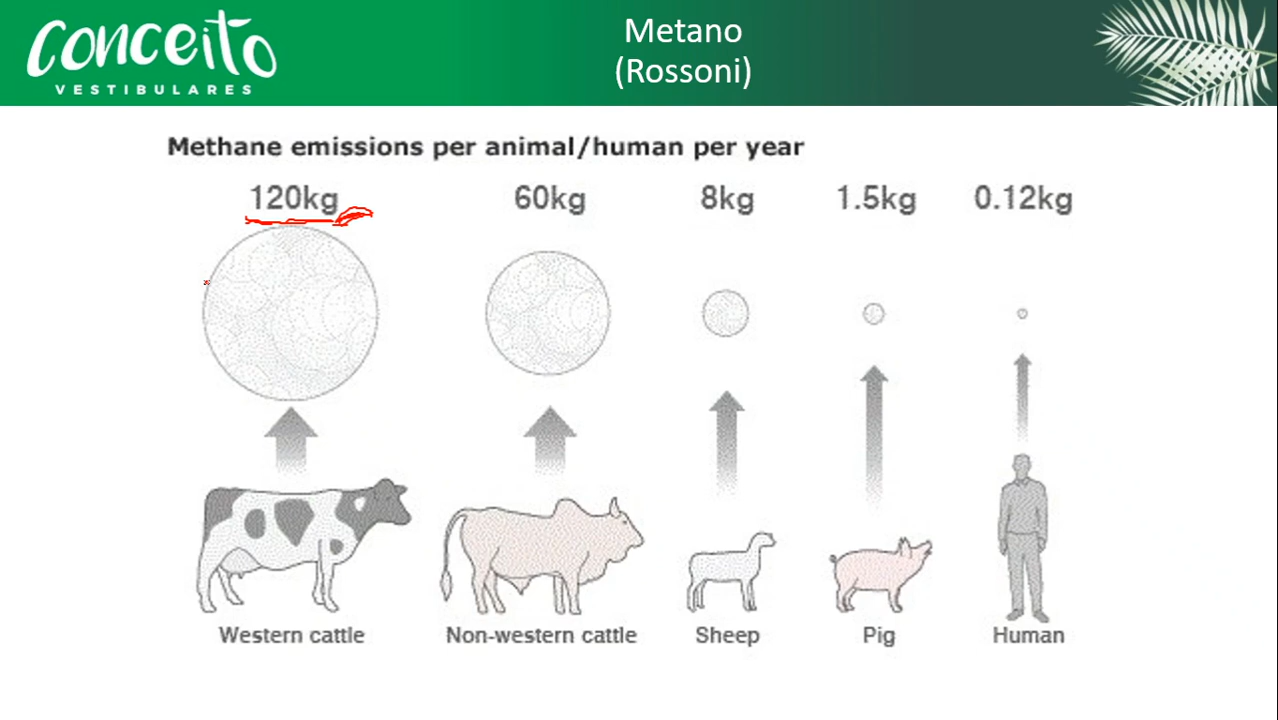 conceito
VESTIBULARES
Metano
(Rossoni)
Methane emissions per animal/human per year
120kg 60kg 8kg 1.5kg 0.12kg
Western cattle Non-western cattle Sheep Pig Human